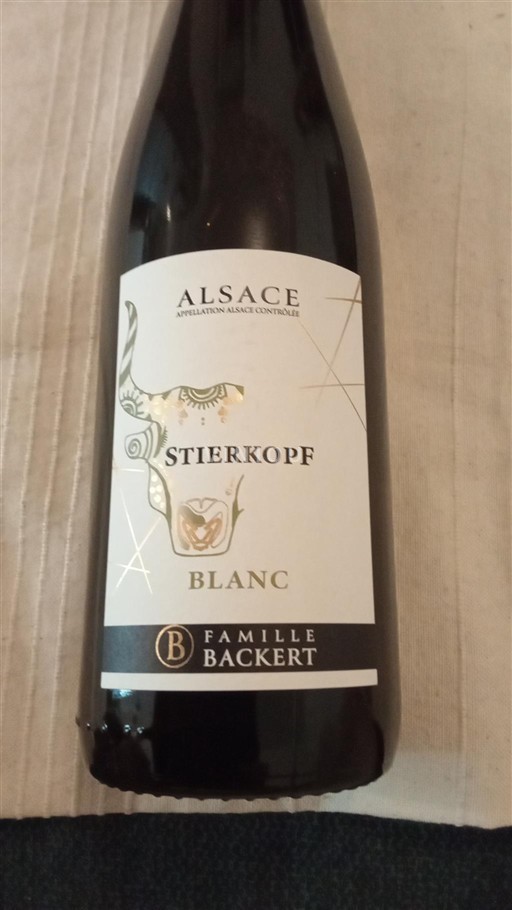 ALSACE
APPELLATION ALSACE CONTRÔLÉE
STIERKOPF
BLANC
B FAMILLE
BACKERT